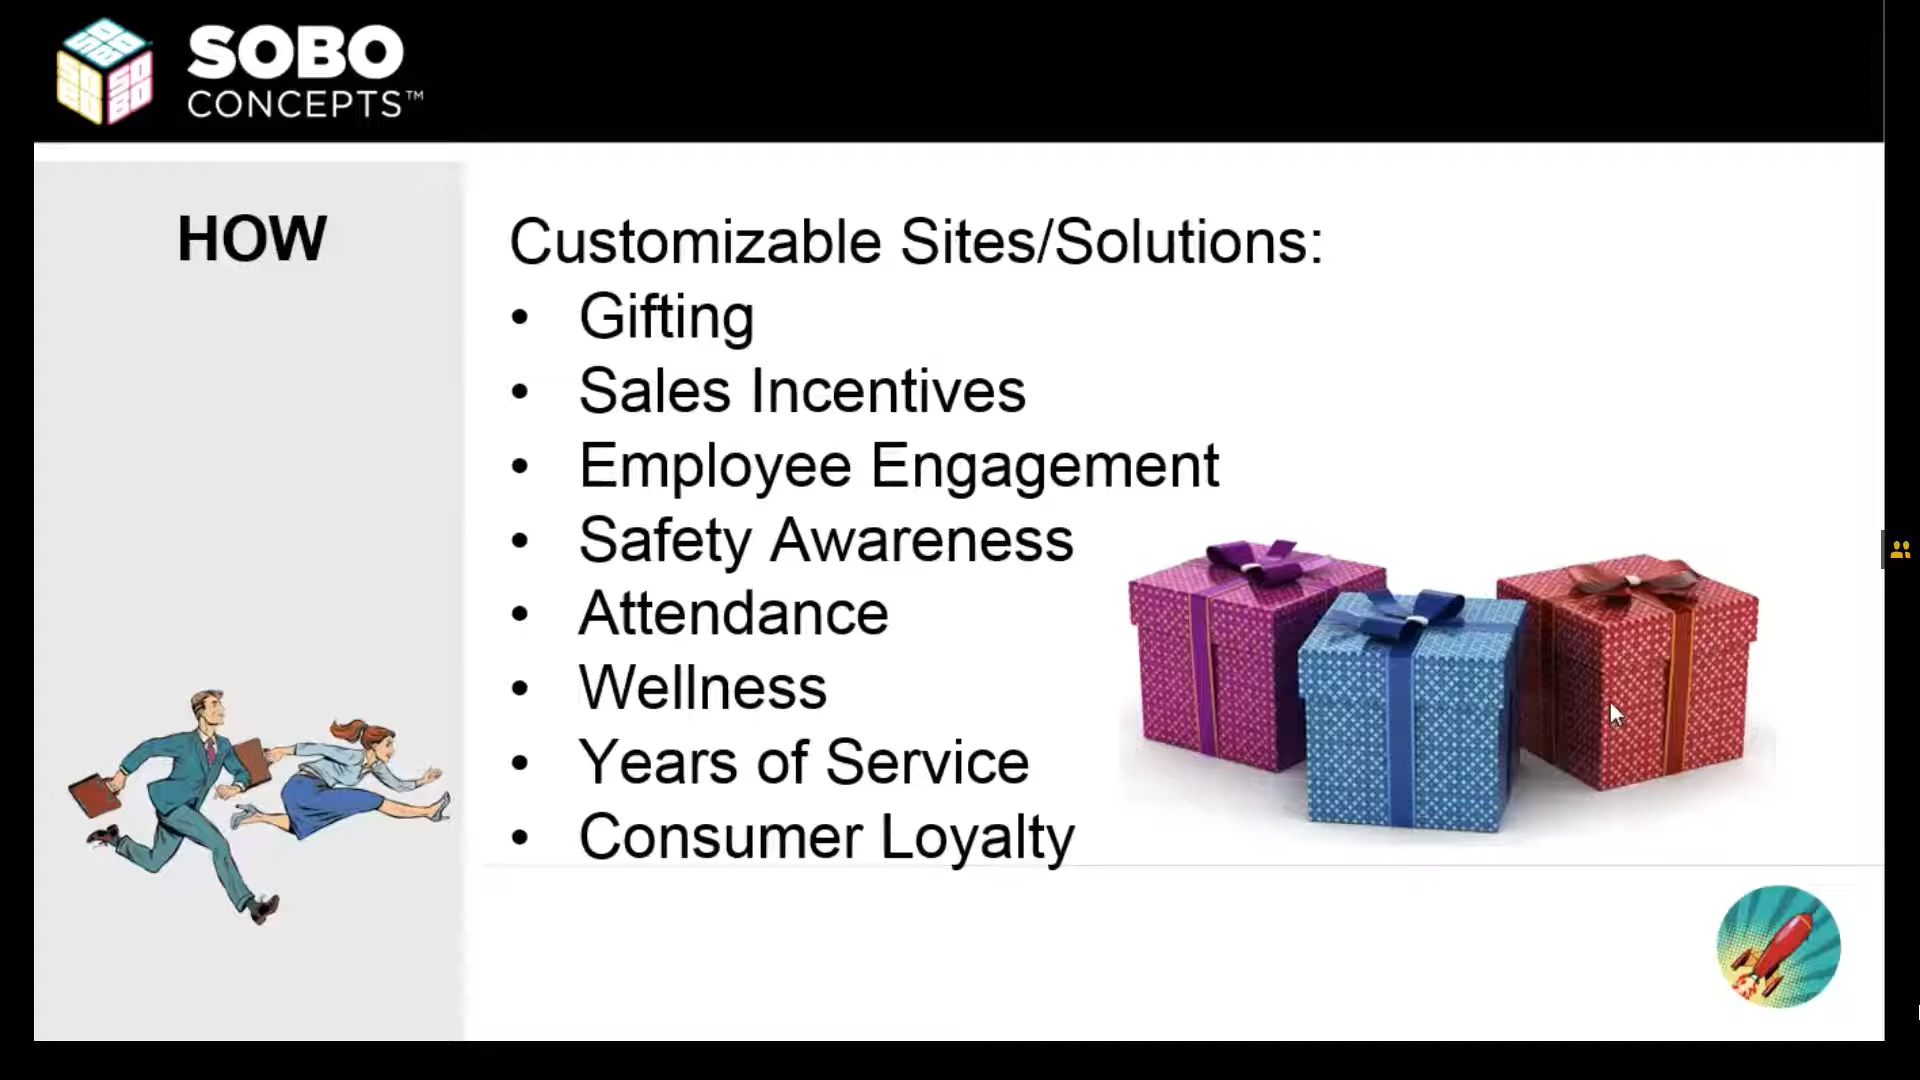 SOBO
CONCEPTS™
HOW
Customizable Sites/Solutions:
• Gifting
• Sales Incentives
• Employee Engagement
• Safety Awareness
• Attendance
• Wellness
• Years of Service
• Consumer Loyalty